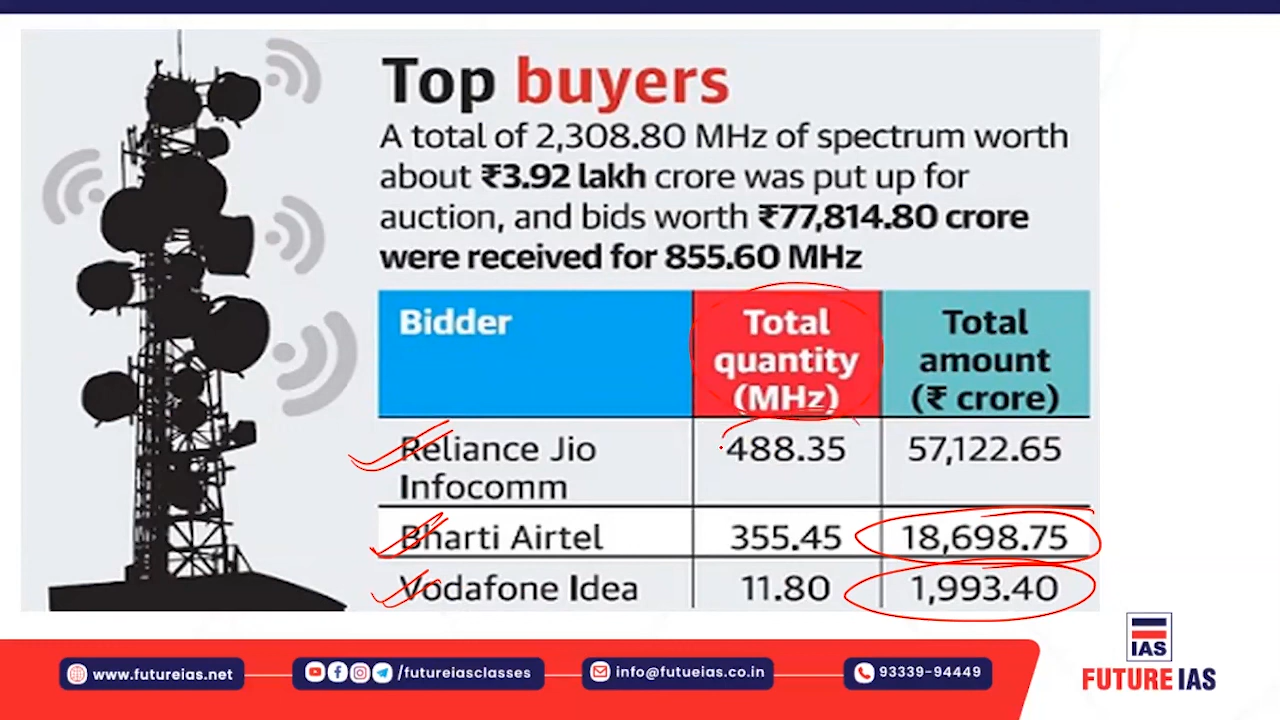 Top buyers
A total of 2,308.80 MHz of spectrum worth
about ₹3.92 lakh crore was put up for
auction, and bids worth ₹77,814.80 crore
were received for 855.60 MHz
Bidder Total quantity (MHz) Total amount (₹ crore)
Reliance Jio Infocomm 488.35 57,122.65
Bharti Airtel 355.45 18,698.75
Vodafone Idea 11.80 1,993.40
IAS
FUTURE IAS
www.futureias.net /futureiasclasses info@futueias.co.in 93339-94449